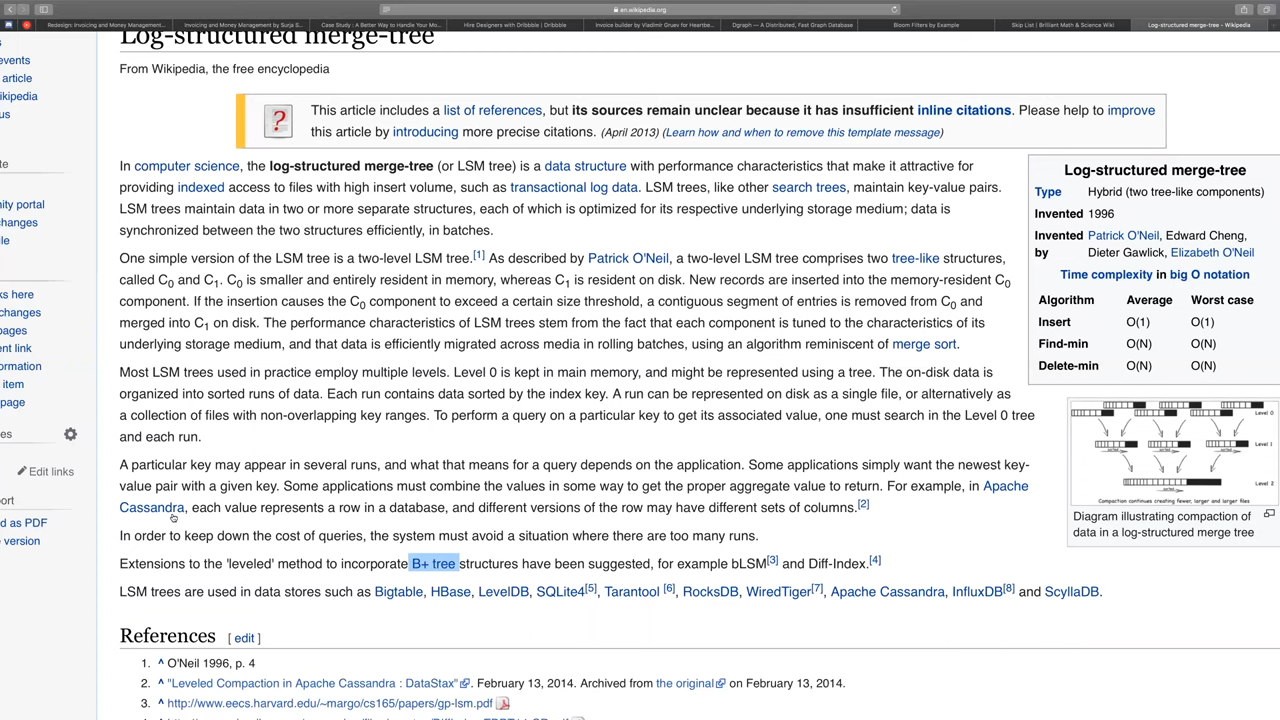 en.wikipedia.org
Redesign: Invoicing and Money Management... Invoicing and Money Management by Surja S... Case Study: A Better Way to Handle Your Mo... Hire Designers with Dribbble | Dribbble Invoice builder by Vladimir Gruev for Heartbe... Dgraph — A Distributed, Fast Graph Database Bloom Filters by Example Skip List | Brilliant Math & Science Wiki Log-structured merge-tree - Wikipedia
Log-structured merge-tree
From Wikipedia, the free encyclopedia
This article includes a list of references, but its sources remain unclear because it has insufficient inline citations. Please help to improve
this article by introducing more precise citations. (April 2013) (Learn how and when to remove this template message)
In computer science, the log-structured merge-tree (or LSM tree) is a data structure with performance characteristics that make it attractive for
providing indexed access to files with high insert volume, such as transactional log data. LSM trees, like other search trees, maintain key-value pairs.
LSM trees maintain data in two or more separate structures, each of which is optimized for its respective underlying storage medium; data is
synchronized between the two structures efficiently, in batches.
One simple version of the LSM tree is a two-level LSM tree.[1] As described by Patrick O'Neil, a two-level LSM tree comprises two tree-like structures,
called C0 and C1. C0 is smaller and entirely resident in memory, whereas C1 is resident on disk. New records are inserted into the memory-resident C0
component. If the insertion causes the C0 component to exceed a certain size threshold, a contiguous segment of entries is removed from C0 and
merged into C1 on disk. The performance characteristics of LSM trees stem from the fact that each component is tuned to the characteristics of its
underlying storage medium, and that data is efficiently migrated across media in rolling batches, using an algorithm reminiscent of merge sort.
Most LSM trees used in practice employ multiple levels. Level 0 is kept in main memory, and might be represented using a tree. The on-disk data is
organized into sorted runs of data. Each run contains data sorted by the index key. A run can be represented on disk as a single file, or alternatively as
a collection of files with non-overlapping key ranges. To perform a query on a particular key to get its associated value, one must search in the Level 0 tree
and each run.
A particular key may appear in several runs, and what that means for a query depends on the application. Some applications simply want the newest key-
value pair with a given key. Some applications must combine the values in some way to get the proper aggregate value to return. For example, in Apache
Cassandra, each value represents a row in a database, and different versions of the row may have different sets of columns.[2]
In order to keep down the cost of queries, the system must avoid a situation where there are too many runs.
Extensions to the 'leveled' method to incorporate B+ tree structures have been suggested, for example bLSM[3] and Diff-Index.[4]
LSM trees are used in data stores such as Bigtable, HBase, LevelDB, SQLite4[5], Tarantool [6], RocksDB, WiredTiger[7], Apache Cassandra, InfluxDB[8] and ScyllaDB.
References [ edit ]
1. ^ O'Neil 1996, p. 4
2. ^ "Leveled Compaction in Apache Cassandra : DataStax". February 13, 2014. Archived from the original on February 13, 2014.
3. ^ http://www.eecs.harvard.edu/~margo/cs165/papers/gp-lsm.pdf
Log-structured merge-tree
Type Hybrid (two tree-like components)
Invented 1996
Invented Patrick O'Neil, Edward Cheng,
by Dieter Gawlick, Elizabeth O'Neil
Time complexity in big O notation
Algorithm Average Worst case
Insert O(1) O(1)
Find-min O(N) O(N)
Delete-min O(N) O(N)
Level 0
Level 1
Level 2
Compaction continues creating fewer, larger and larger files
Diagram illustrating compaction of
data in a log-structured merge tree
events
article
ikipedia
us
te
ity portal
changes
file
ks here
changes
pages
ent link
ormation
item
page
es
Edit links
port
d as PDF
version